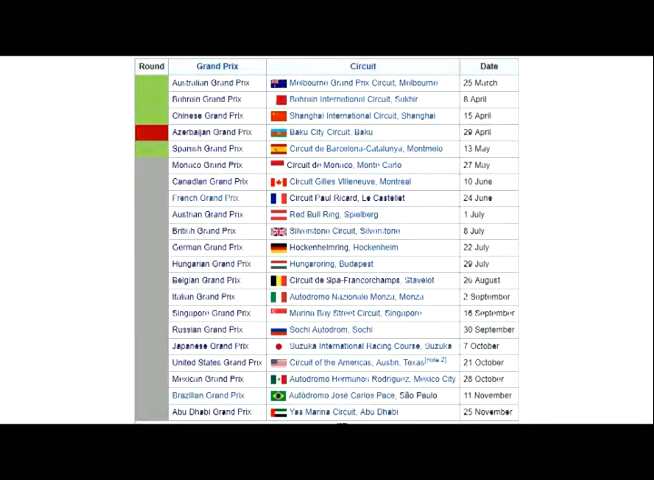 Round Grand Prix Circuit Date
Australian Grand Prix Melbourne Grand Prix Circuit, Melbourne 25 March
Bahrain Grand Prix Bahrain International Circuit, Sakhir 8 April
Chinese Grand Prix Shanghai International Circuit, Shanghai 15 April
Azerbaijan Grand Prix Baku City Circuit, Baku 29 April
Spanish Grand Prix Circuit de Barcelona-Catalunya, Montmeló 13 May
Monaco Grand Prix Circuit de Monaco, Monte Carlo 27 May
Canadian Grand Prix Circuit Gilles Villeneuve, Montreal 10 June
French Grand Prix Circuit Paul Ricard, Le Castellet 24 June
Austrian Grand Prix Red Bull Ring, Spielberg 1 July
British Grand Prix Silverstone Circuit, Silverstone 8 July
German Grand Prix Hockenheimring, Hockenheim 22 July
Hungarian Grand Prix Hungaroring, Budapest 29 July
Belgian Grand Prix Circuit de Spa-Francorchamps, Stavelot 26 August
Italian Grand Prix Autodromo Nazionale Monza, Monza 2 September
Singapore Grand Prix Marina Bay Street Circuit, Singapore 16 September
Russian Grand Prix Sochi Autodrom, Sochi 30 September
Japanese Grand Prix Suzuka International Racing Course, Suzuka 7 October
United States Grand Prix Circuit of the Americas, Austin, Texas[note 2] 21 October
Mexican Grand Prix Autódromo Hermanos Rodríguez, Mexico City 28 October
Brazilian Grand Prix Autódromo José Carlos Pace, São Paulo 11 November
Abu Dhabi Grand Prix Yas Marina Circuit, Abu Dhabi 25 November